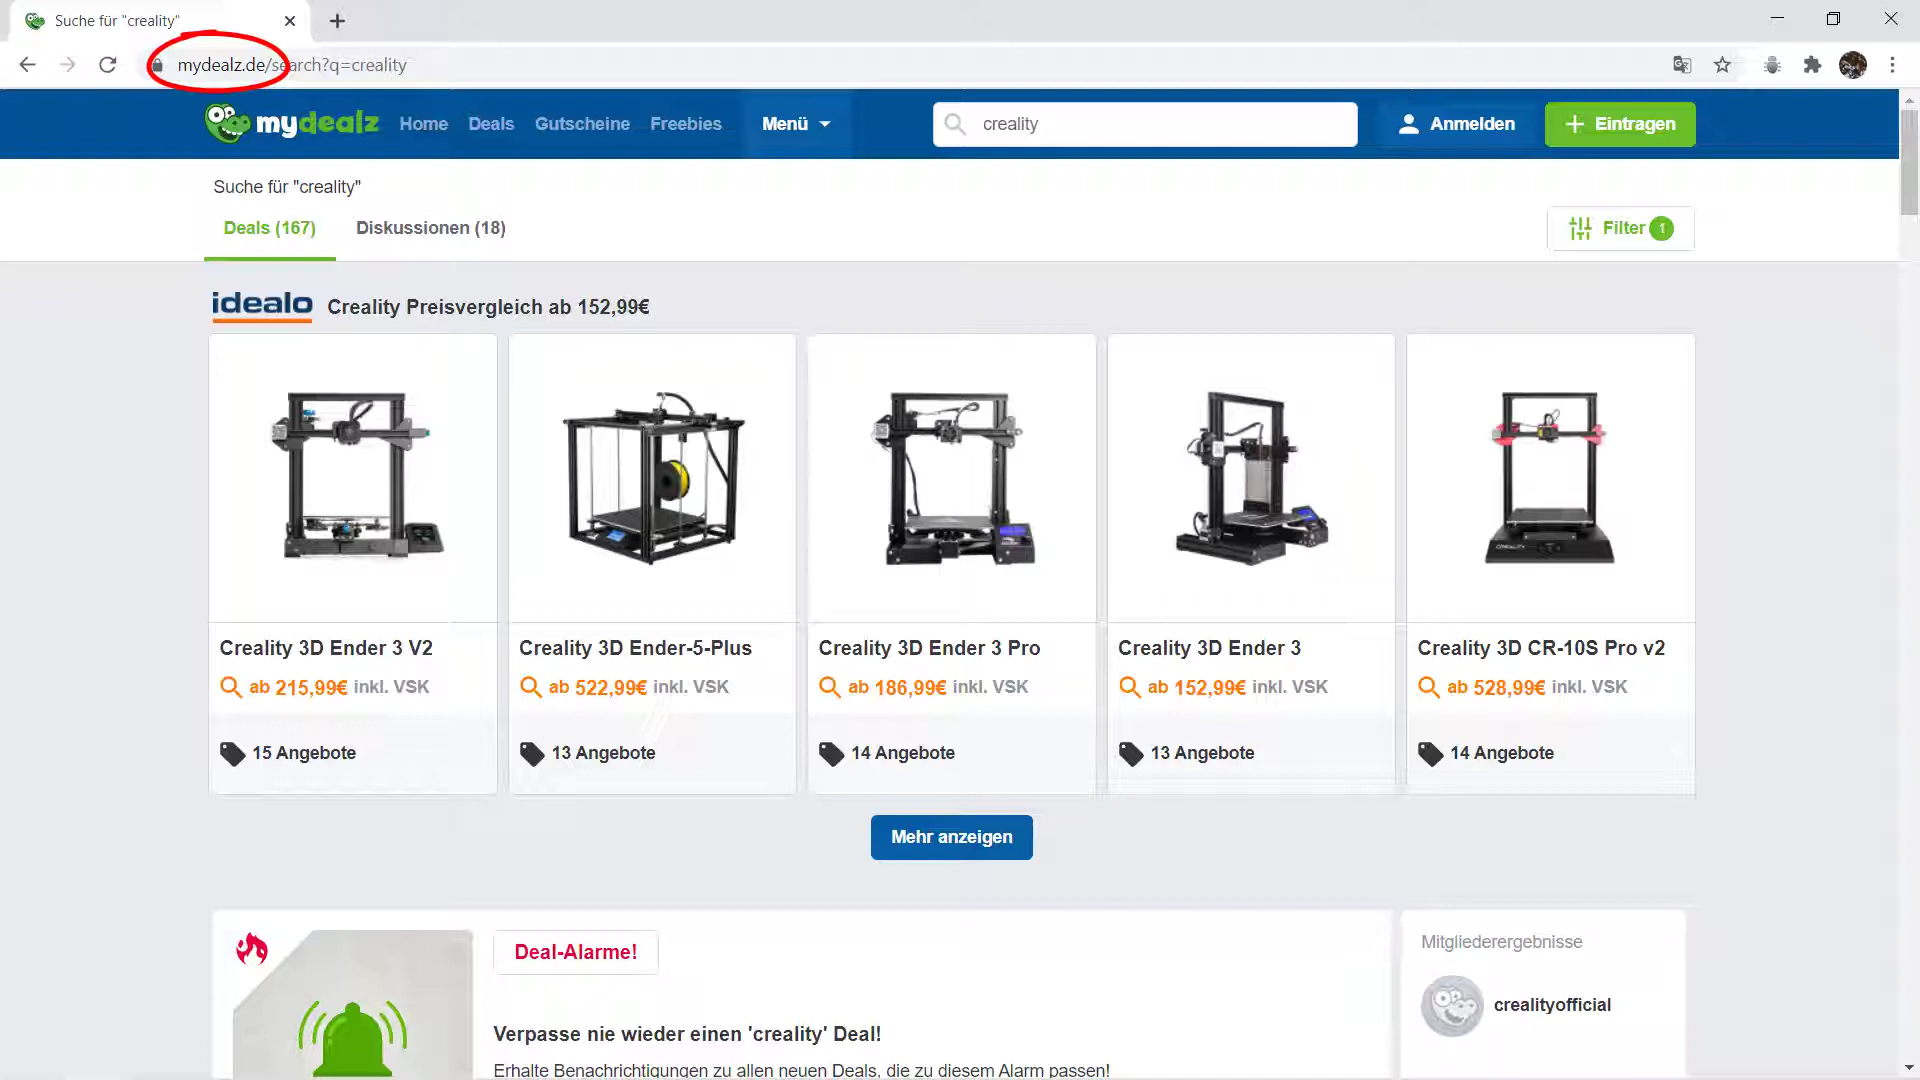 Suche für "creality"
mydealz.de/search?q=creality
mydealz
Home
Deals
Gutscheine
Freebies
Menü
creality
Anmelden
Eintragen
Suche für "creality"
Deals (167)
Diskussionen (18)
Filter 1
idealo
Creality Preisvergleich ab 152,99€
CREALITY
Creality 3D Ender 3 V2
ab 215,99€ inkl. VSK
15 Angebote
Creality 3D Ender-5-Plus
ab 522,99€ inkl. VSK
13 Angebote
Creality 3D Ender 3 Pro
ab 186,99€ inkl. VSK
14 Angebote
Creality 3D Ender 3
ab 152,99€ inkl. VSK
13 Angebote
Creality 3D CR-10S Pro v2
ab 528,99€ inkl. VSK
14 Angebote
Mehr anzeigen
Deal-Alarme!
Verpasse nie wieder einen 'creality' Deal!
Erhalte Benachrichtigungen zu allen neuen Deals, die zu diesem Alarm passen!
Mitgliederergebnisse
crealityofficial